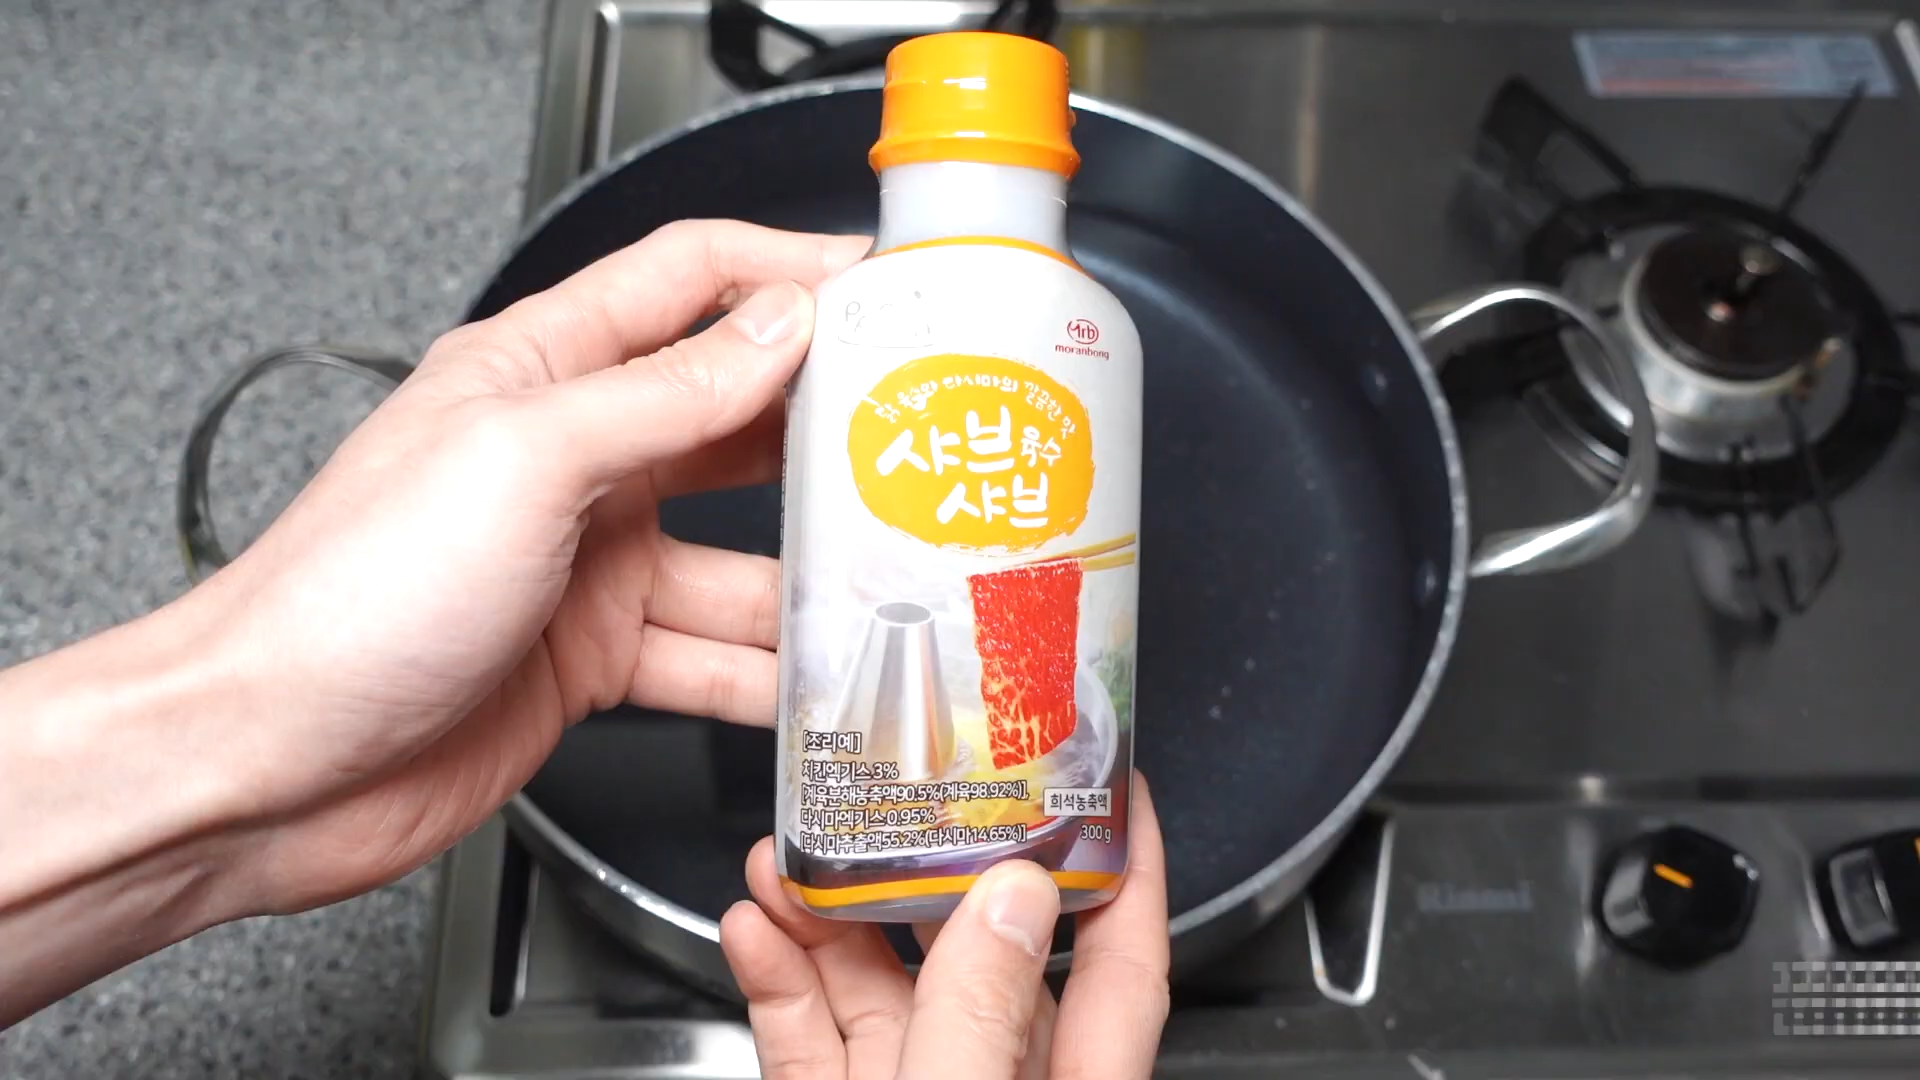 Mrb
moranbong
닭 육수와 다시마의 깔끔한 맛
샤브 육수
샤브
[조리예]
치킨엑기스 3%
[계육분해농축액90.5%(계육98.92%)],
다시마엑기스 0.95%
[다시마추출액55.2%(다시마14.65%)]
희석농축액
300 g
Rinnai